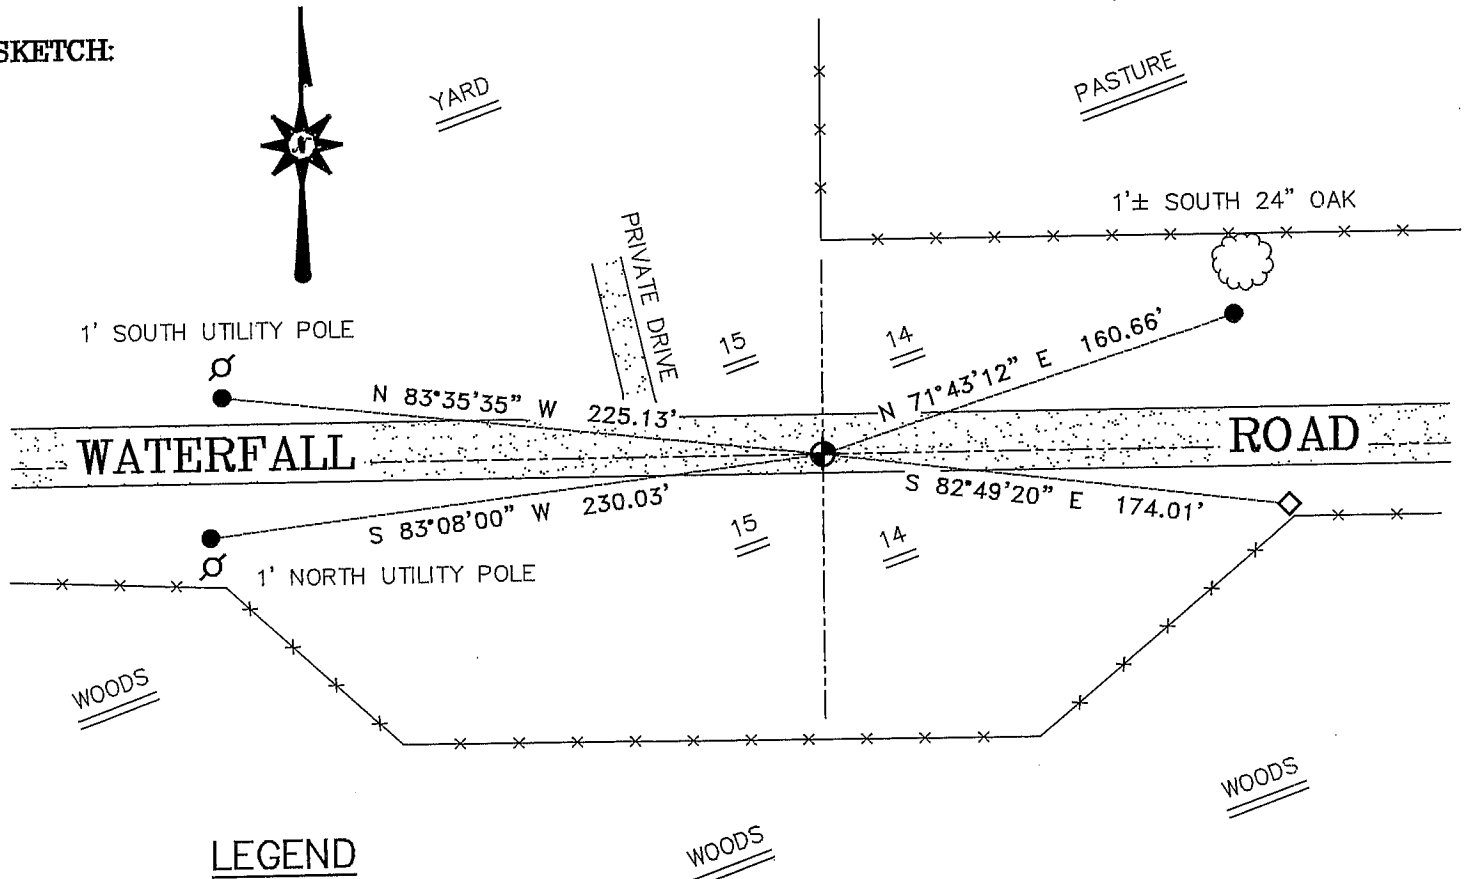 SKETCH:
YARD
PASTURE
N
1'± SOUTH 24" OAK
PRIVATE DRIVE
1' SOUTH UTILITY POLE
15
14
N 83°35'35" W 225.13'
N 71°43'12" E 160.66'
WATERFALL ROAD
S 83°08'00" W 230.03'
S 82°49'20" E 174.01'
15
14
1' NORTH UTILITY POLE
WOODS
WOODS
WOODS
LEGEND